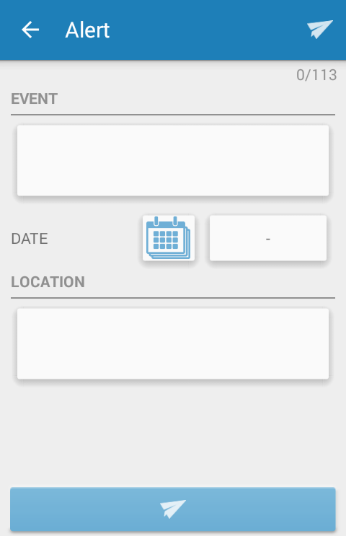 Alert
0/113
EVENT
DATE
-
LOCATION